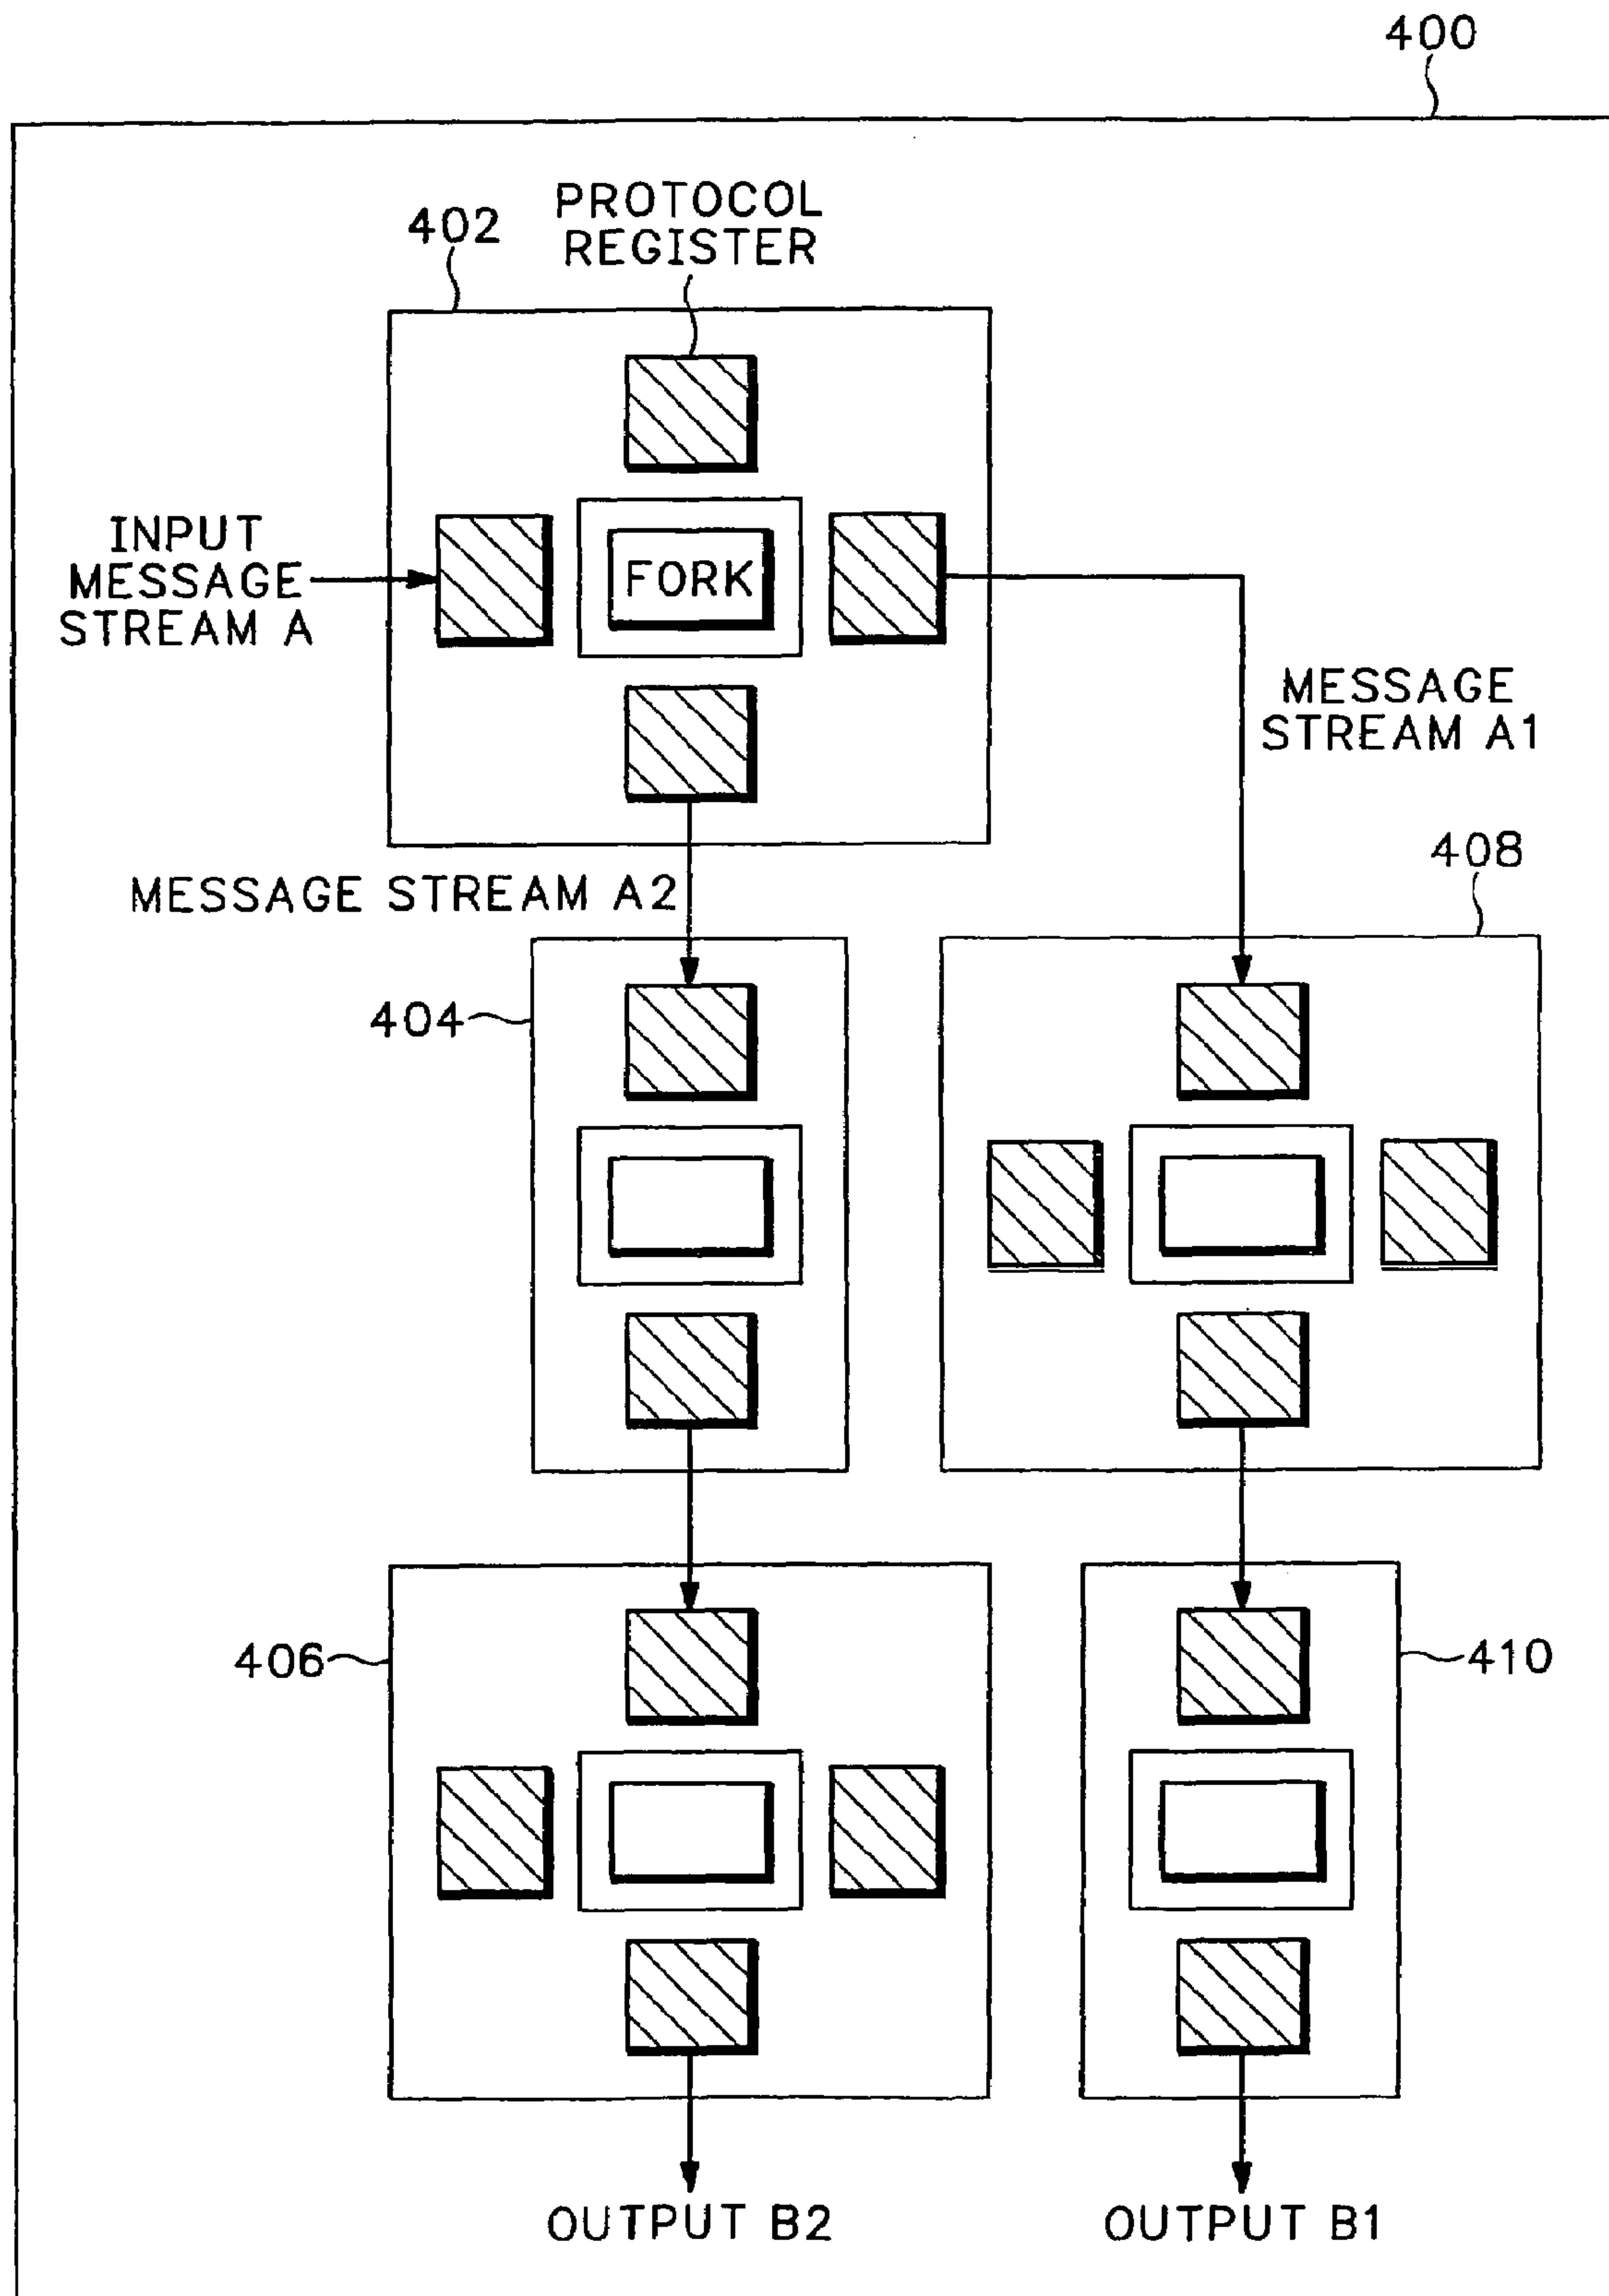 400
402
PROTOCOL
REGISTER
INPUT
MESSAGE
STREAM A
FORK
MESSAGE
STREAM A1
MESSAGE STREAM A2
408
404
406
410
OUTPUT B2
OUTPUT B1